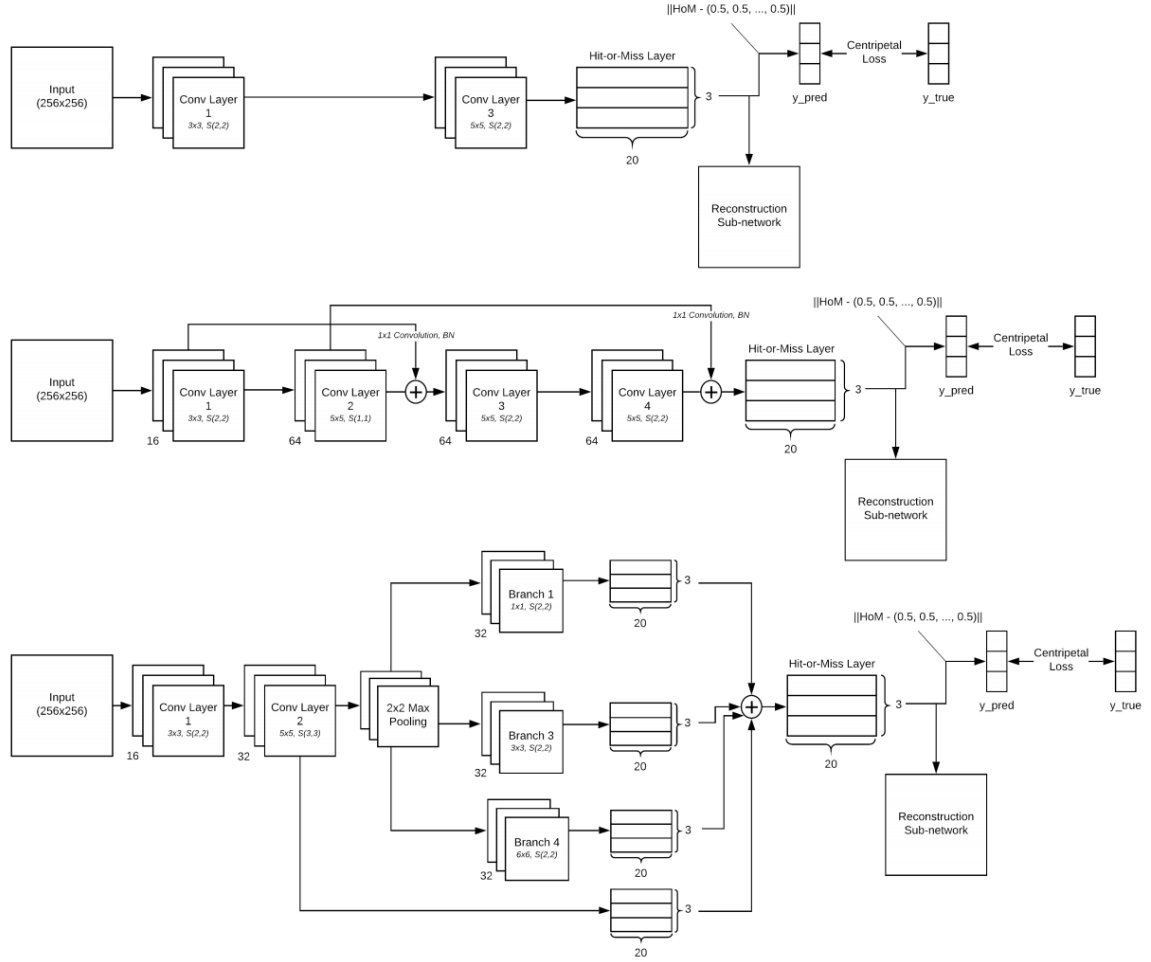 ||HoM - (0.5, 0.5, ..., 0.5)||
Input
(256x256)
Conv Layer
1
3x3, S(2,2)
Conv Layer
3
5x5, S(2,2)
Hit-or-Miss Layer
3
20
y_pred
Centripetal
Loss
y_true
Reconstruction
Sub-network
||HoM - (0.5, 0.5, ..., 0.5)||
Input
(256x256)
Conv Layer
1
3x3, S(2,2)
16
1x1 Convolution, BN
Conv Layer
2
5x5, S(1,1)
64
Conv Layer
3
5x5, S(2,2)
64
1x1 Convolution, BN
Conv Layer
4
5x5, S(2,2)
64
Hit-or-Miss Layer
3
20
y_pred
Centripetal
Loss
y_true
Reconstruction
Sub-network
Input
(256x256)
Conv Layer
1
3x3, S(2,2)
16
Conv Layer
2
5x5, S(3,3)
32
2x2 Max
Pooling
Branch 1
1x1, S(2,2)
32
3
20
Branch 3
3x3, S(2,2)
32
3
20
Branch 4
6x6, S(2,2)
32
3
20
3
20
||HoM - (0.5, 0.5, ..., 0.5)||
Hit-or-Miss Layer
3
20
y_pred
Centripetal
Loss
y_true
Reconstruction
Sub-network